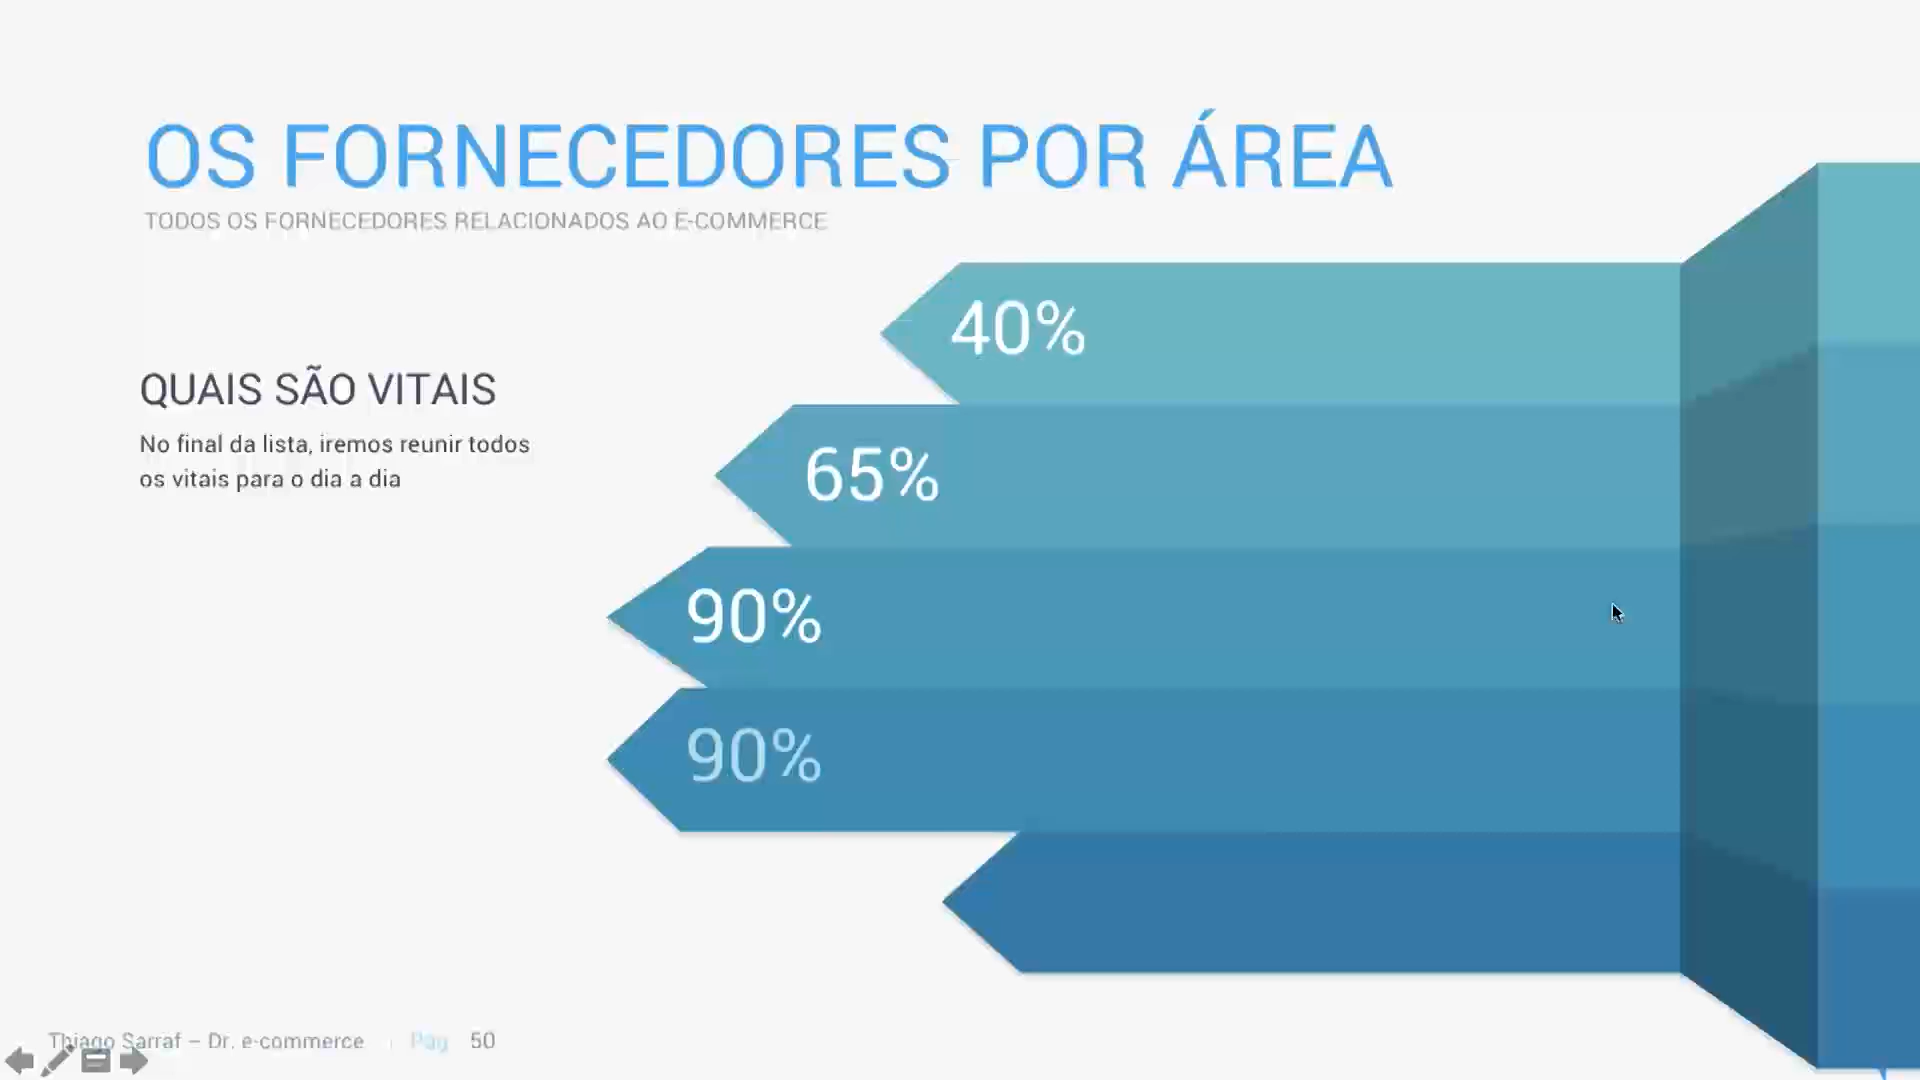 OS FORNECEDORES POR ÁREA
TODOS OS FORNECEDORES RELACIONADOS AO E-COMMERCE
40%
QUAIS SÃO VITAIS
No final da lista, iremos reunir todos
os vitais para o dia a dia
65%
90%
90%
Thiago Sarraf – Dr. e-commerce | Pág 50